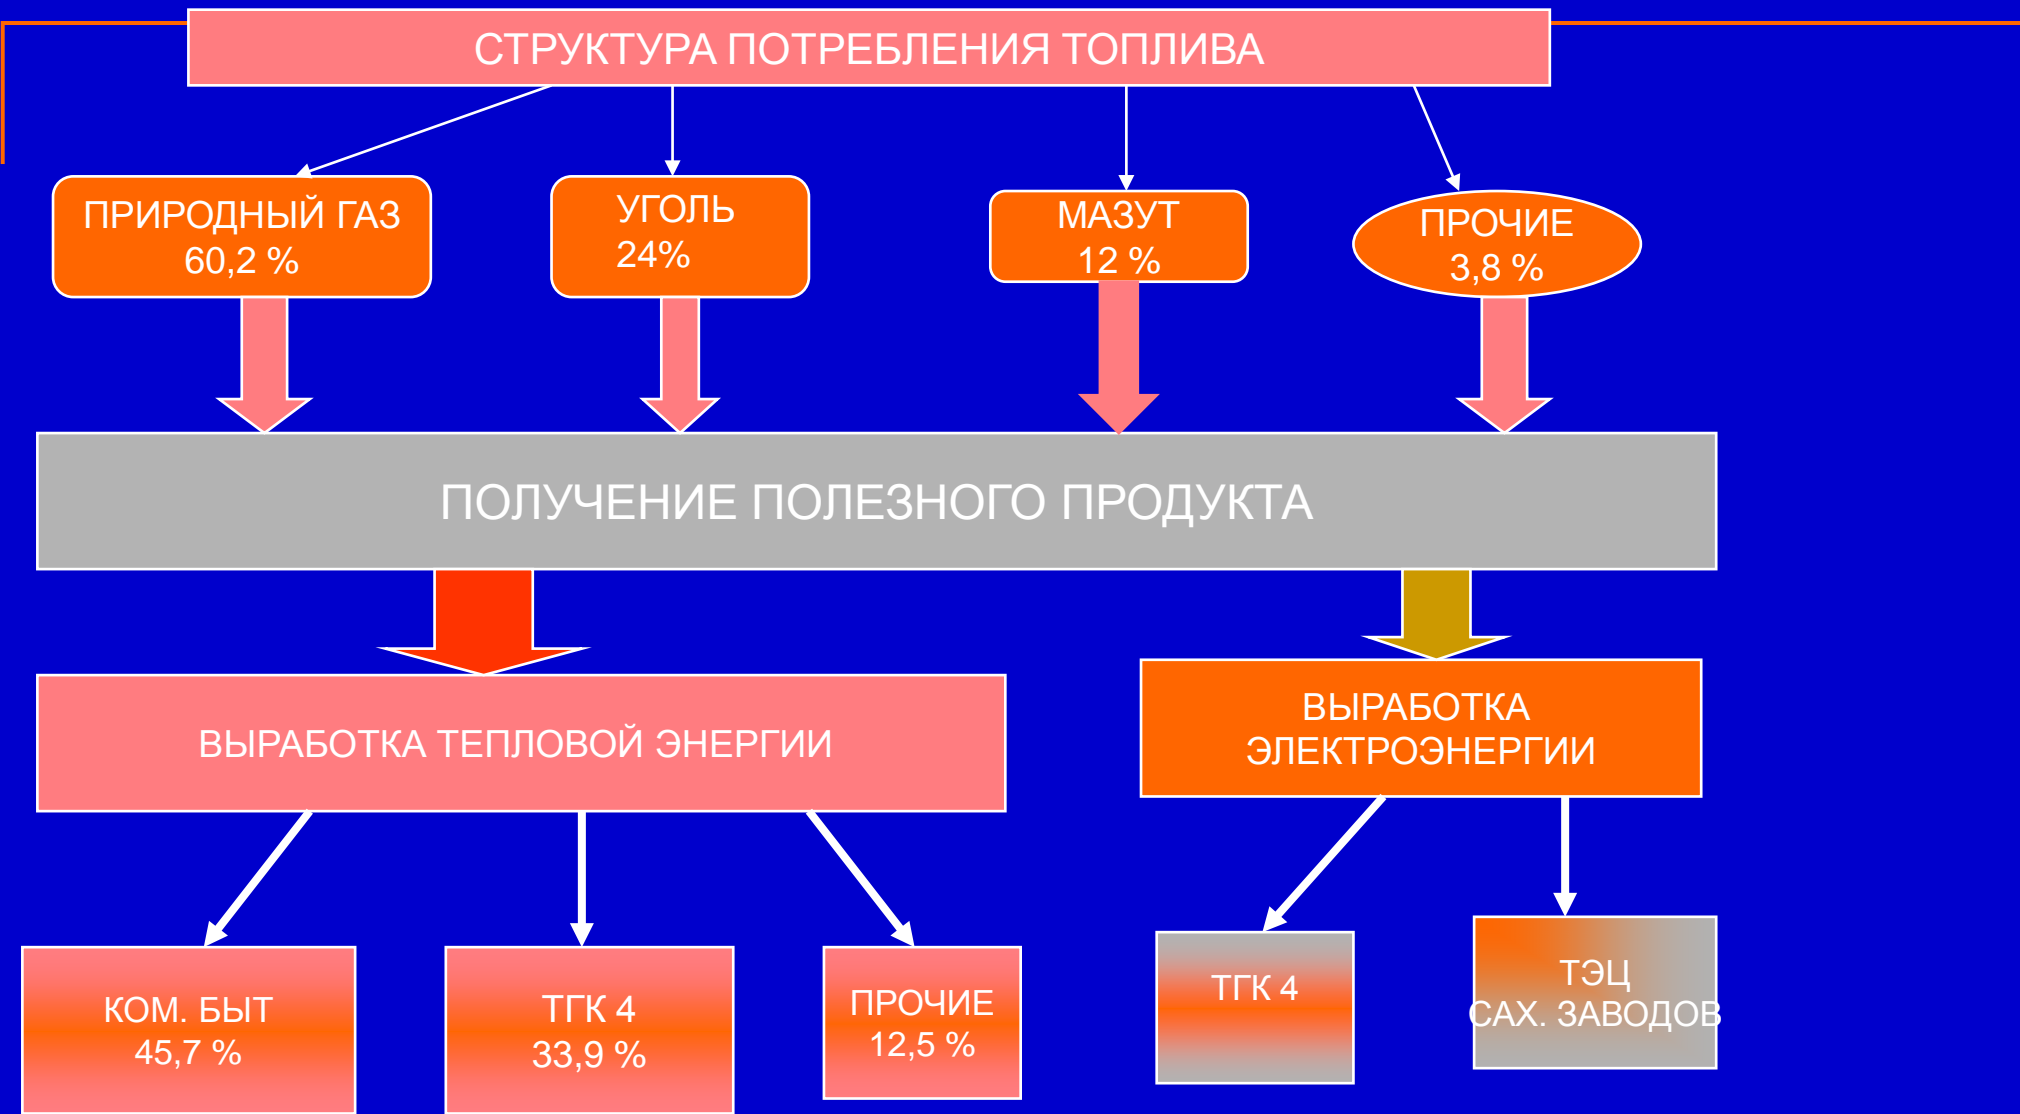 СТРУКТУРА ПОТРЕБЛЕНИЯ ТОПЛИВА
ПРИРОДНЫЙ ГАЗ
60,2 %
УГОЛЬ
24%
МАЗУТ
12 %
ПРОЧИЕ
3,8 %
ПОЛУЧЕНИЕ ПОЛЕЗНОГО ПРОДУКТА
ВЫРАБОТКА ТЕПЛОВОЙ ЭНЕРГИИ
ВЫРАБОТКА
ЭЛЕКТРОЭНЕРГИИ
КОМ. БЫТ
45,7 %
ТГК 4
33,9 %
ПРОЧИЕ
12,5 %
ТГК 4
ТЭЦ
САХ. ЗАВОДОВ